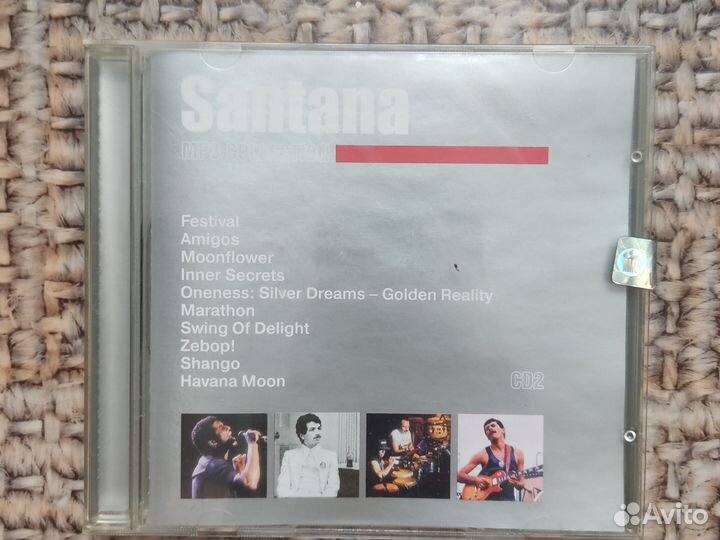 Santana
MP3 COLLECTION
Festival
Amigos
Moonflower
Inner Secrets
Oneness: Silver Dreams – Golden Reality
Marathon
Swing Of Delight
Zebop!
Shango
Havana Moon
CD2
Avito